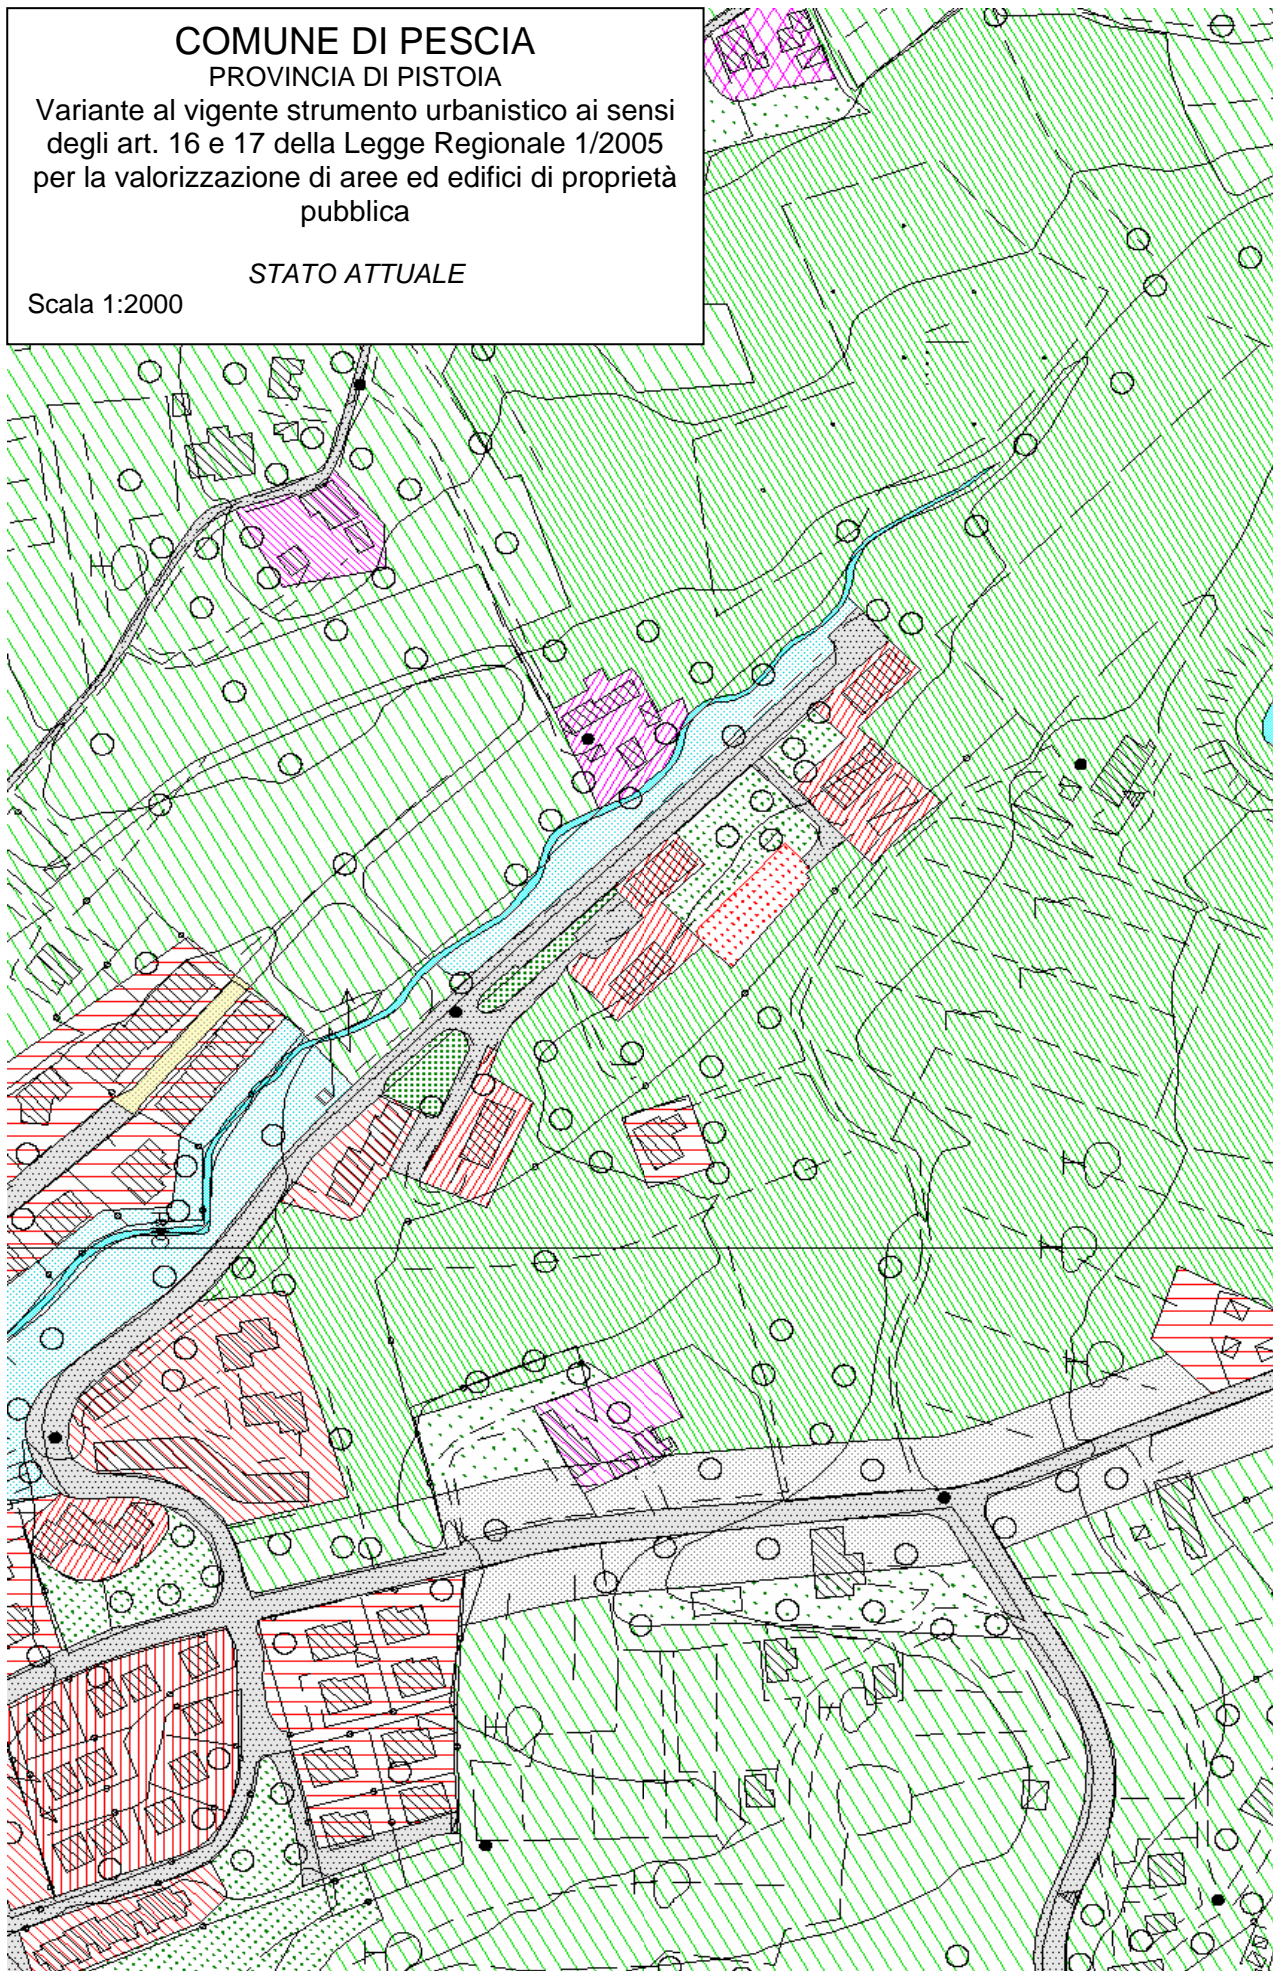 COMUNE DI PESCIA
PROVINCIA DI PISTOIA
Variante al vigente strumento urbanistico ai sensi
degli art. 16 e 17 della Legge Regionale 1/2005
per la valorizzazione di aree ed edifici di proprietà
pubblica
STATO ATTUALE
Scala 1:2000